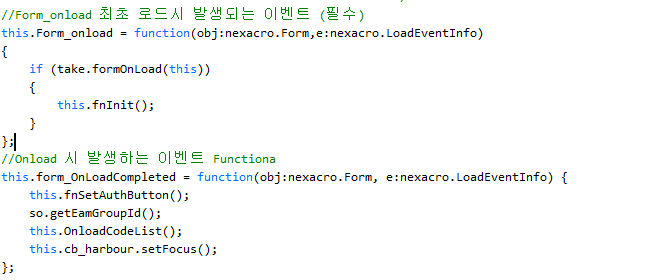 //Form_onload 최초 로드시 발생되는 이벤트 (필수)
this.Form_onload = function(obj:nexacro.Form,e:nexacro.LoadEventInfo)
{
    if (take.formOnLoad(this))
    {
        this.fnInit();
    }
};
//Onload 시 발생하는 이벤트 Functiona
this.form_OnLoadCompleted = function(obj:nexacro.Form, e:nexacro.LoadEventInfo) {
    this.fnSetAuthButton();
    so.getEamGroupId();
    this.OnloadCodeList();
    this.cb_harbour.setFocus();
};